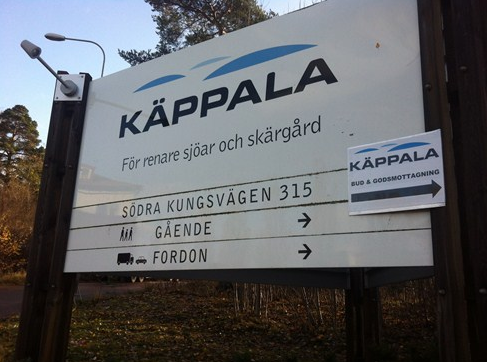 KÄPPALA
För renare sjöar och skärgård
SÖDRA KUNGSVÄGEN 315
GÅENDE
FORDON
KÄPPALA
BUD & GODSMOTTAGNING